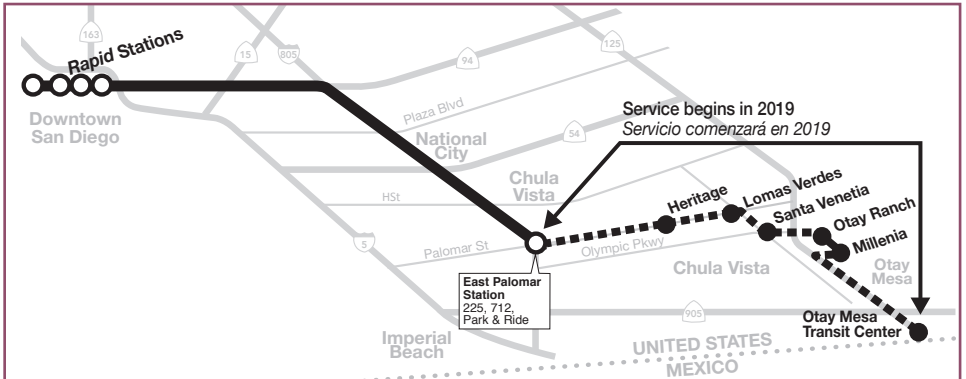 163
15
805
94
125
Rapid Stations
Downtown
San Diego
Plaza Blvd
National
City
54
Service begins in 2019
Servicio comenzará en 2019
Chula
Vista
HSt
Heritage
Lomas Verdes
Santa Venetia
Otay Ranch
Millenia
5
Palomar St
Olympic Pkwy
Chula Vista
Otay
Mesa
East Palomar
Station
225, 712,
Park & Ride
905
Otay Mesa
Transit Center
Imperial
Beach
UNITED STATES
MEXICO